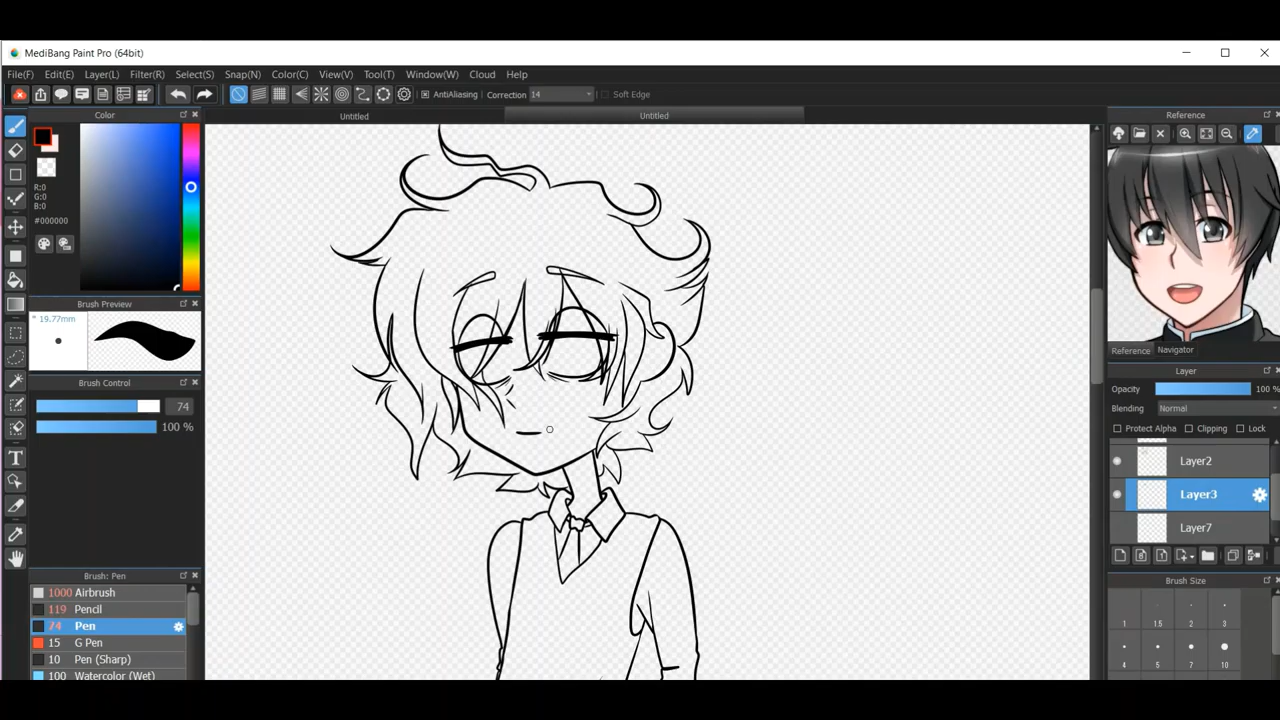 MediBang Paint Pro (64bit)
File(F) Edit(E) Layer(L) Filter(R) Select(S) Snap(N) Color(C) View(V) Tool(T) Window(W) Cloud Help
AntiAliasing Correction 14 Soft Edge
Color
Untitled
Untitled
Reference
R:0
G:0
B:0
#000000
Brush Preview
* 19.77mm
Reference Navigator
Layer
Brush Control
Opacity 100 %
74
Blending Normal
100 %
Protect Alpha Clipping Lock
Layer2
Layer3
Layer7
Brush: Pen
Brush Size
1000 Airbrush
119 Pencil
74 Pen
15 G Pen
10 Pen (Sharp)
100 Watercolor (Wet)
1 1.5 2 3
4 5 7 10